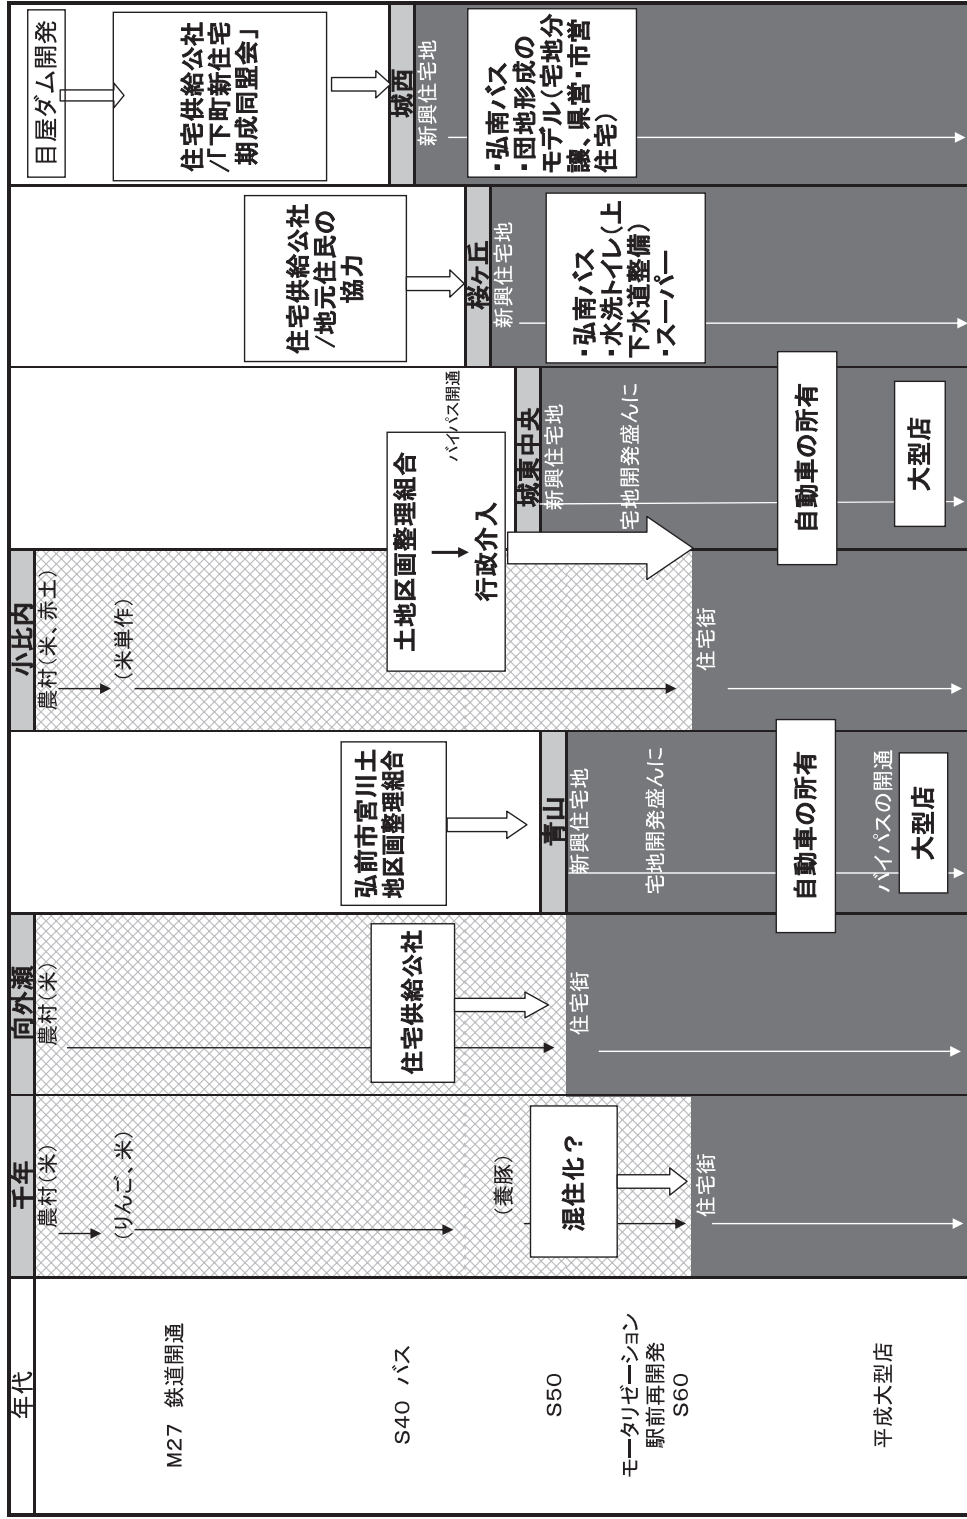 年代
M27 鉄道開通
S40 バス
S50
モータリゼーション
駅前再開発
S60
平成大型店
千年
農村(米)
(りんご、米)
(養豚)
混住化?
住宅街
向外瀬
農村(米)
住宅供給公社
住宅街
弘前市宮川土
地区画整理組合
青山
新興住宅地
宅地開発盛んに
自動車の所有
バイパスの開通
大型店
小比内
農村(米、赤土)
(米単作)
土地区画整理組合
行政介入
住宅街
バイパス開通
城東中央
新興住宅地
宅地開発盛んに
自動車の所有
大型店
住宅供給公社
/地元住民の
協力
桜ヶ丘
新興住宅地
・弘南バス
・水洗トイレ(上
下水道整備)
・スーパー
目屋ダム開発
住宅供給公社
/「下町新住宅
期成同盟会」
城西
新興住宅地
・弘南バス
・団地形成の
モデル(宅地分
譲、県営・市営
住宅)